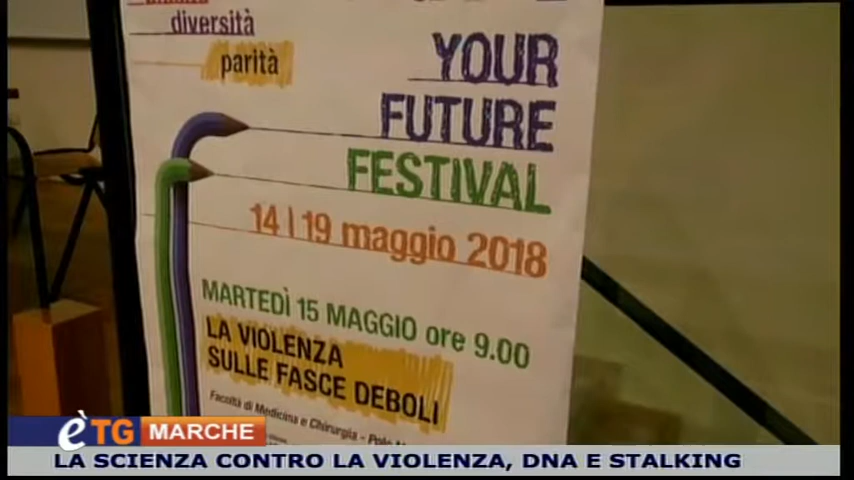 diversità
parità
YOUR
FUTURE
FESTIVAL
14 | 19 maggio 2018
MARTEDÌ 15 MAGGIO ore 9.00
LA VIOLENZA
SULLE FASCE DEBOLI
Facoltà di Medicina e Chirurgia -
è TG MARCHE
LA SCIENZA CONTRO LA VIOLENZA, DNA E STALKING